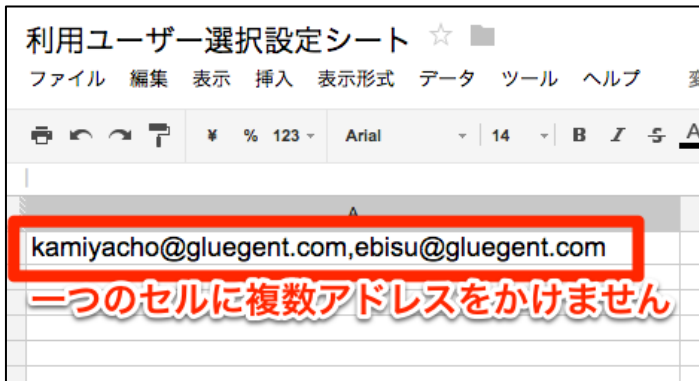 利用ユーザー選択設定シート
ファイル 編集 表示 挿入 表示形式 データ ツール ヘルプ 変
¥ % 123 Arial 14 B I S A
A
kamiyacho@gluegent.com,ebisu@gluegent.com
一つのセルに複数アドレスをかけません